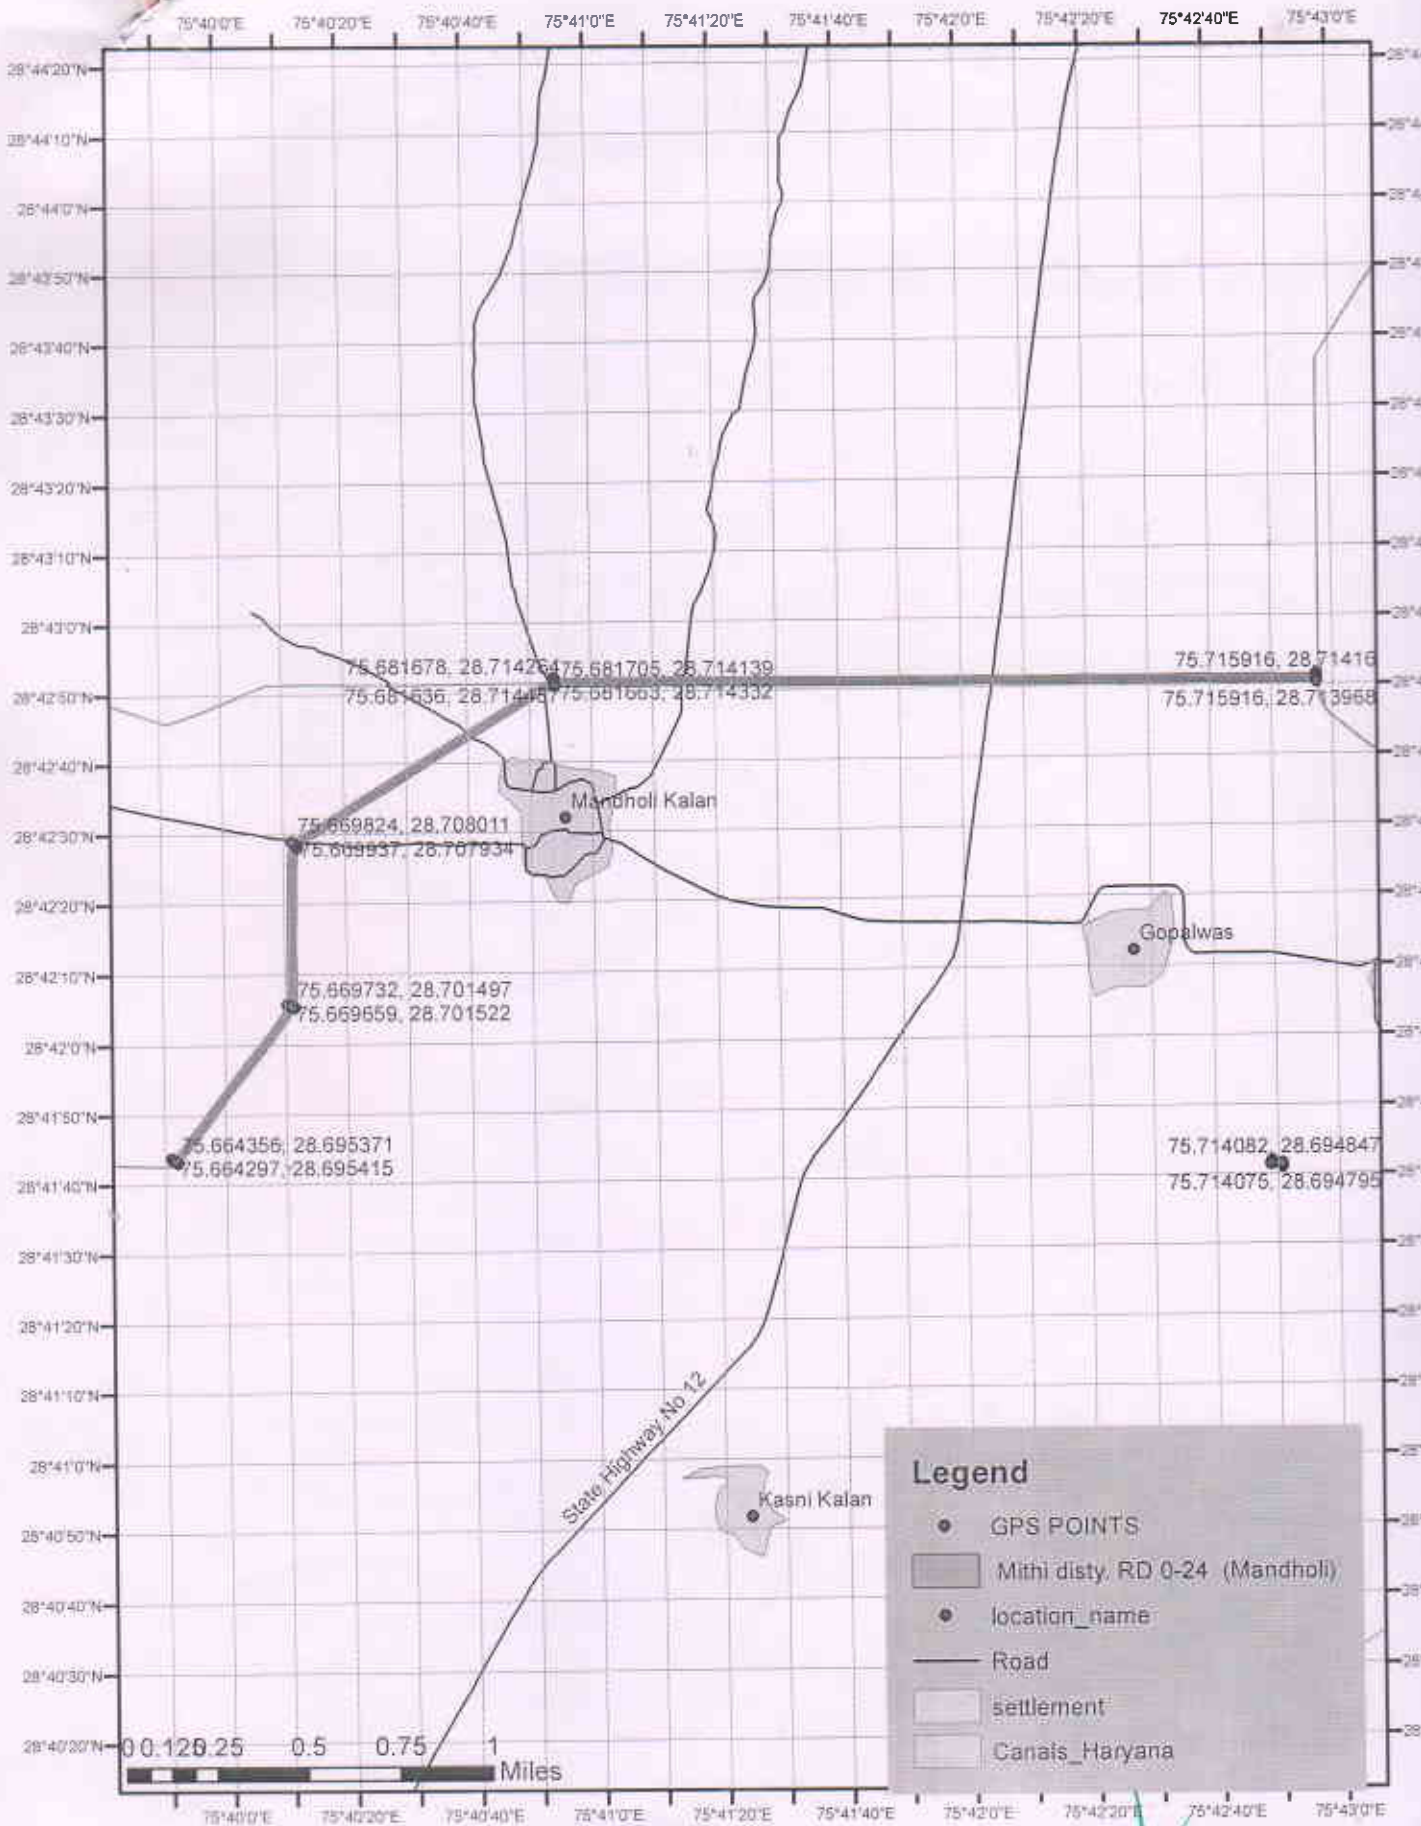 75°40'0"E 75°40'20"E 75°40'40"E 75°41'0"E 75°41'20"E 75°41'40"E 75°42'0"E 75°42'20"E 75°42'40"E 75°43'0"E
28°44'20"N
28°44'10"N
28°44'0"N
28°43'50"N
28°43'40"N
28°43'30"N
28°43'20"N
28°43'10"N
28°43'0"N
75.681678, 28.714264 75.681705, 28.714139 75.715916, 28.71416
28°42'50"N 75.681636, 28.714487 75.681663, 28.714332 75.715916, 28.713968
28°42'40"N
Mandholi Kalan
75.669824, 28.708011
28°42'30"N
75.669937, 28.707934
28°42'20"N
Gopalwas
28°42'10"N
75.669732, 28.701497
75.669659, 28.701522
28°42'0"N
28°41'50"N
75.664356, 28.695371 75.714082, 28.694847
75.664297, 28.695415 75.714075, 28.694795
28°41'40"N
28°41'30"N
28°41'20"N
28°41'10"N
State Highway No 12
28°41'0"N
Kasni Kalan
28°40'50"N
28°40'40"N
28°40'30"N
28°40'20"N
Legend
GPS POINTS
Mithi disty, RD 0-24 (Mandholi)
location_name
Road
settlement
Canals_Haryana
0 0.125 0.25 0.5 0.75 1
Miles
75°40'0"E 75°40'20"E 75°40'40"E 75°41'0"E 75°41'20"E 75°41'40"E 75°42'0"E 75°42'20"E 75°42'40"E 75°43'0"E